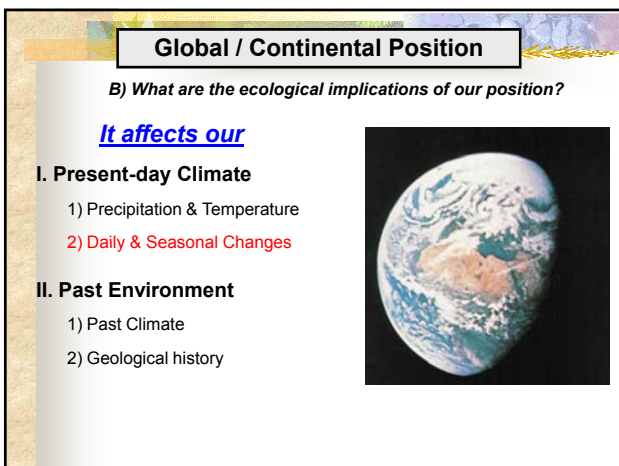 Global / Continental Position
B) What are the ecological implications of our position?
It affects our
I. Present-day Climate
1) Precipitation & Temperature
2) Daily & Seasonal Changes
II. Past Environment
1) Past Climate
2) Geological history